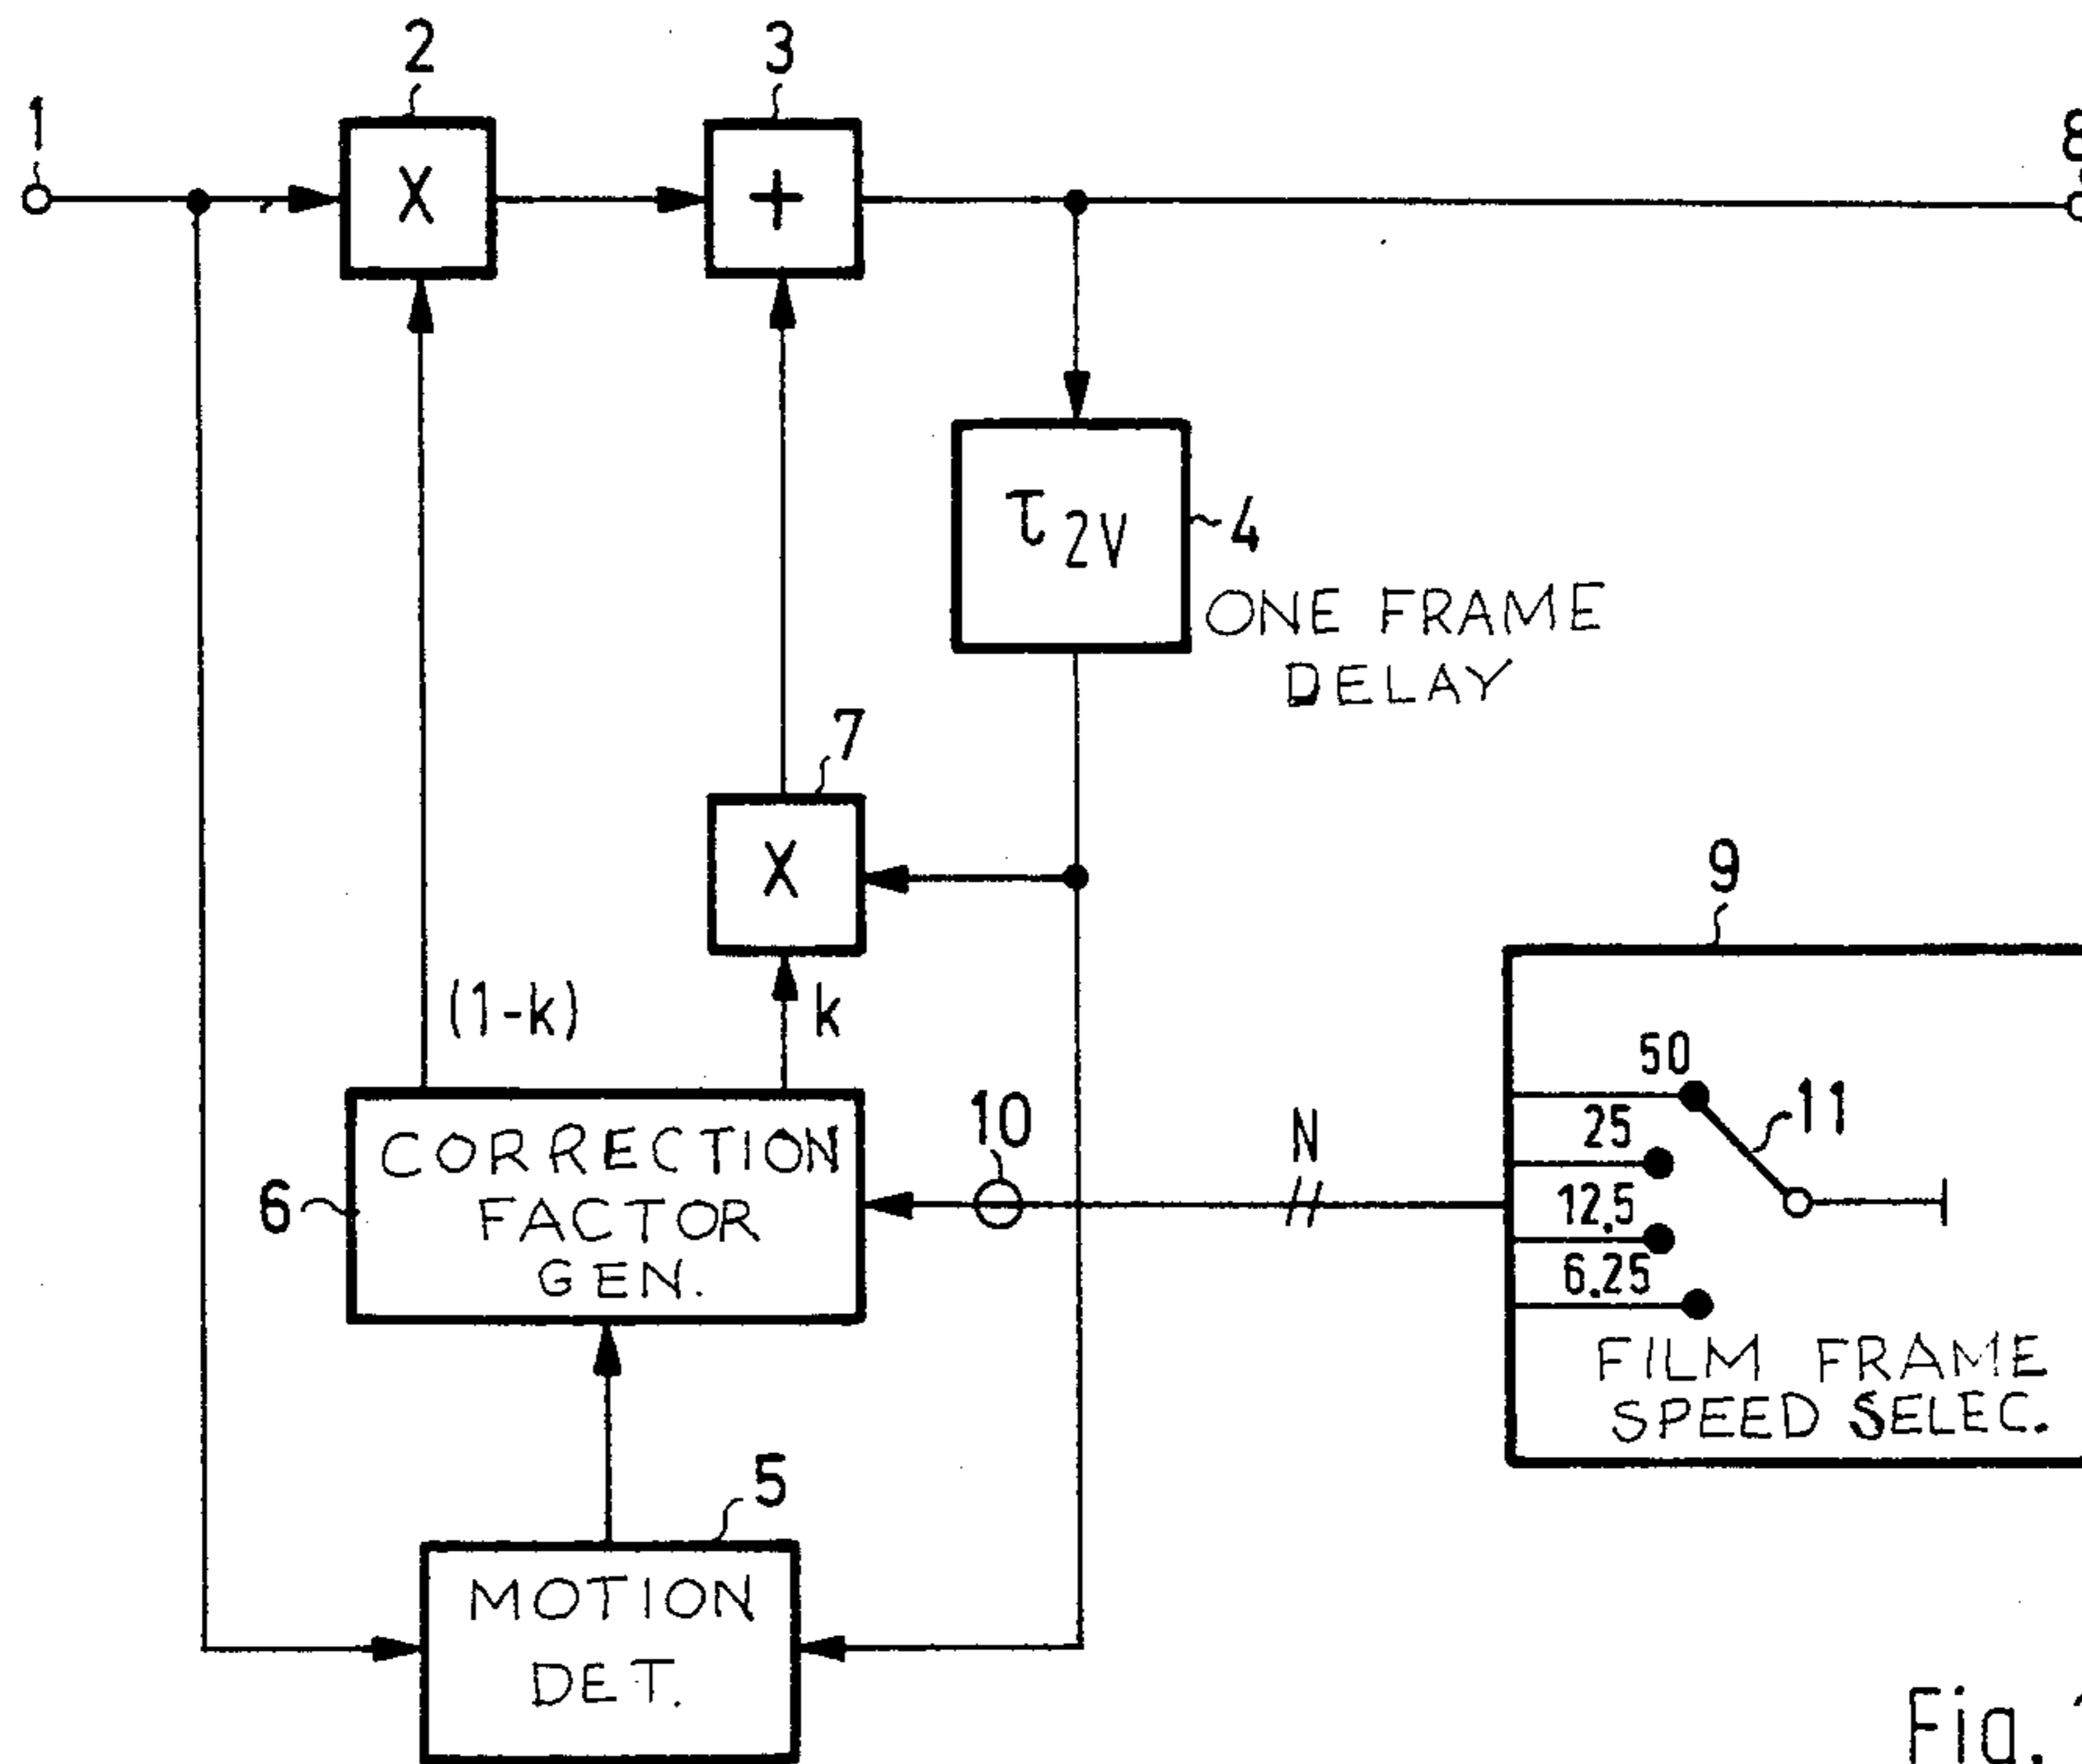 2
3
1
8
X
+
τ2V
4
ONE FRAME
DELAY
7
X
9
(1-k)
k
50
11
10
N
25
CORRECTION
FACTOR
GEN.
6
12.5
6.25
FILM FRAME
SPEED SELEC.
5
MOTION
DET.
Fig.